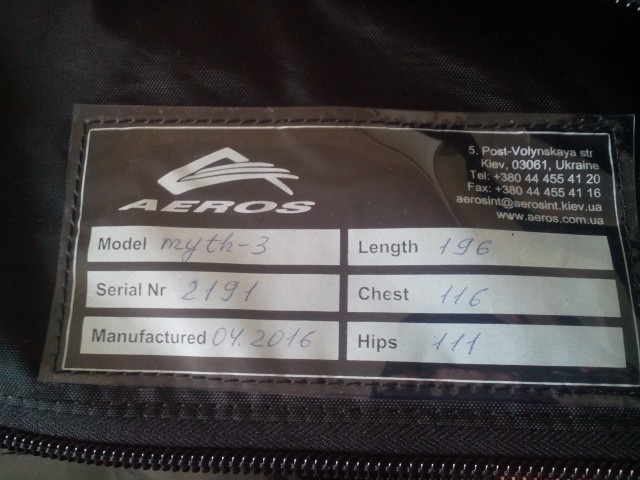 AEROS
5, Post-Volynskaya str
Kiev, 03061, Ukraine
Tel: +380 44 455 41 20
Fax: +380 44 455 41 16
aerosint@aerosint.kiev.ua
www.aeros.com.ua
Model myth-3
Length 196
Serial Nr 2191
Chest 116
Manufactured 04.2016
Hips 111